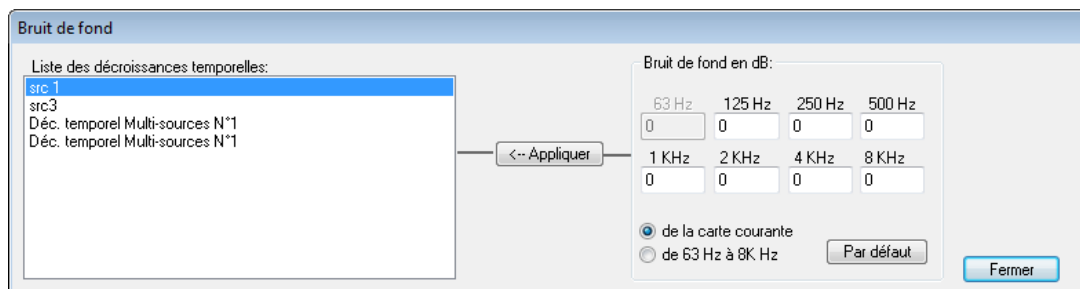 Bruit de fond
Liste des décroissances temporelles:
src 1
src3
Déc. temporel Multi-sources N°1
Déc. temporel Multi-sources N°1
<-- Appliquer
Bruit de fond en dB:
63 Hz 125 Hz 250 Hz 500 Hz
0 0 0 0
1 KHz 2 KHz 4 KHz 8 KHz
0 0 0 0
de la carte courante
de 63 Hz à 8K Hz
Par défaut
Fermer